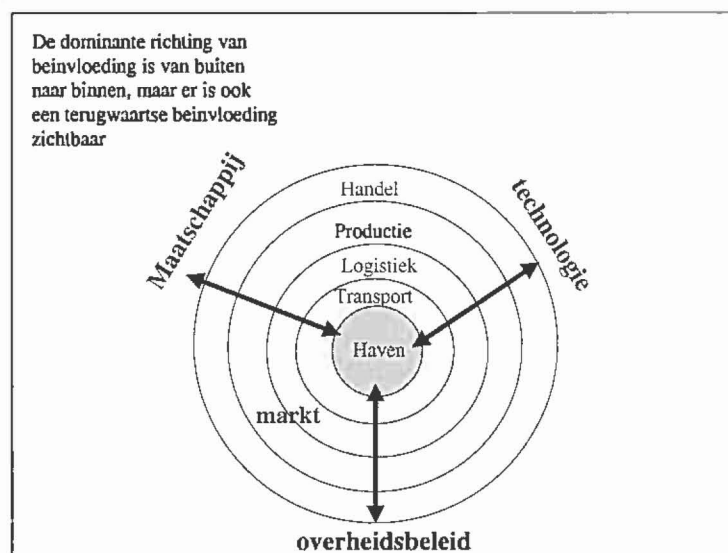 De dominante richting van
beinvloeding is van buiten
naar binnen, maar er is ook
een terugwaartse beinvloeding
zichtbaar
Maatschappij
technologie
Handel
Productie
Logistiek
Transport
Haven
markt
overheidsbeleid